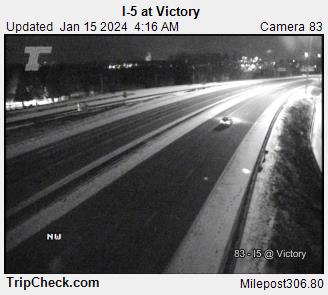 I-5 at Victory
Updated Jan 15 2024 4:16 AM Camera 83
T
NW
83 - I5 @ Victory
TripCheck.com Milepost306.80